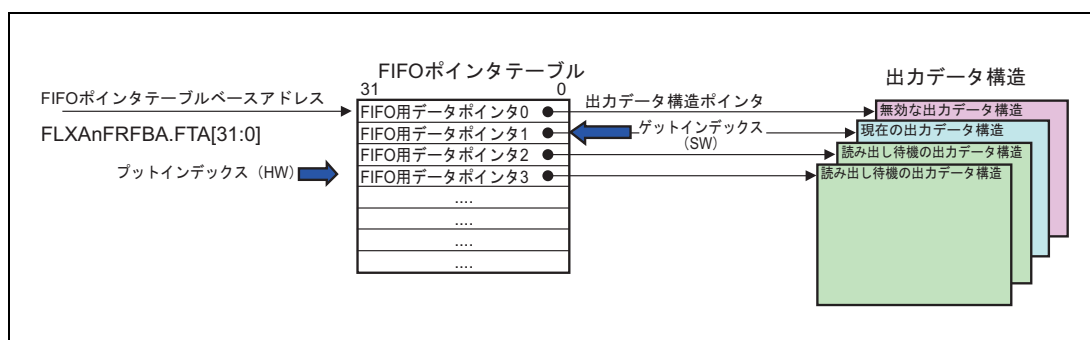 FIFOポインタテーブル
31 0
出力データ構造
FIFOポインタテーブルベースアドレス
FLXAnFRFBA.FTA[31:0]
プットインデックス（HW）
FIFO用データポインタ0
FIFO用データポインタ1
FIFO用データポインタ2
FIFO用データポインタ3
....
....
....
....
出力データ構造ポインタ
ゲットインデックス
（SW）
無効な出力データ構造
現在の出力データ構造
読み出し待機の出力データ構造
読み出し待機の出力データ構造